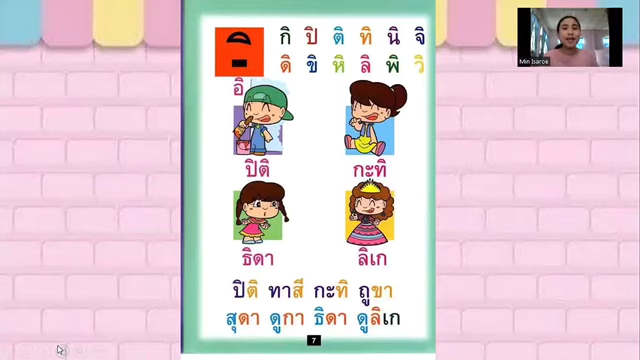 กิ ปิ ติ ทิ นิ จิ
ดิ ขิ หิ ลิ พิ วิ
อิ
ปิติ
กะทิ
ธิดา
ลิเก
ปิติ ทาสี กะทิ ถูขา
สุดา ดูกา ธิดา ดูลิเก
7
Min Isaroe